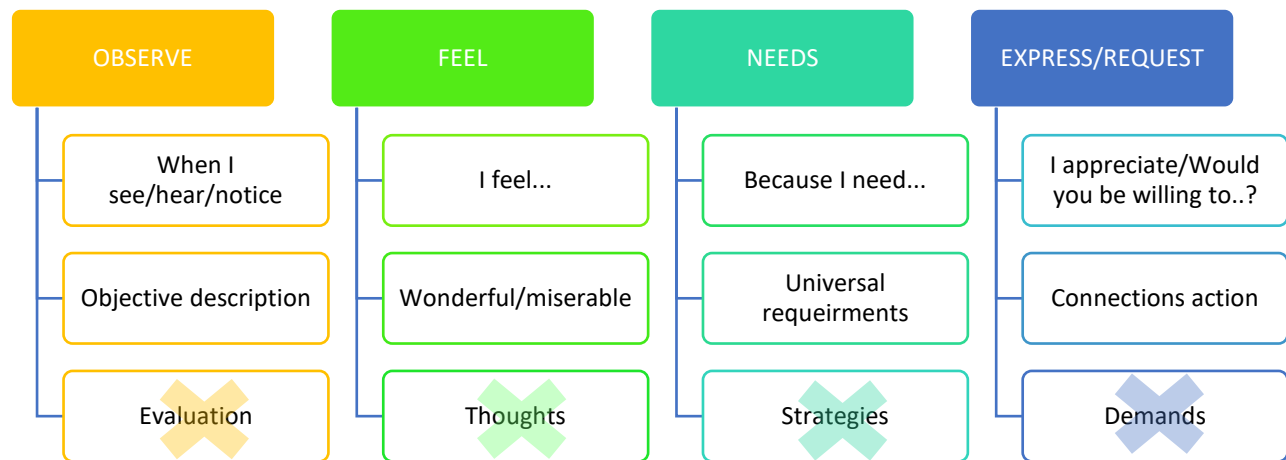 OBSERVE
When I
see/hear/notice
Objective description
Evaluation
FEEL
I feel...
Wonderful/miserable
Thoughts
NEEDS
Because I need...
Universal
requeirments
Strategies
EXPRESS/REQUEST
I appreciate/Would
you be willing to..?
Connections action
Demands